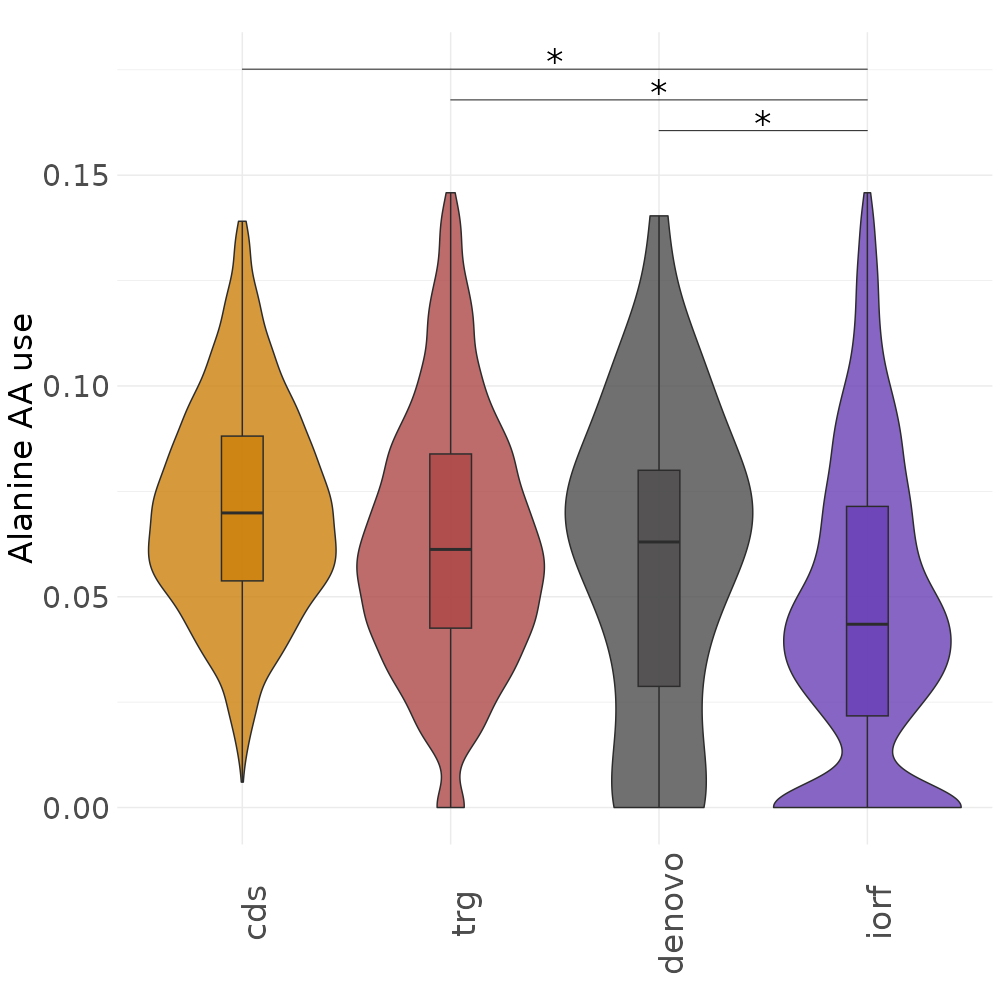 *
*
*
0.15
0.10
0.05
0.00
Alanine AA use
cds
trg
denovo
iorf